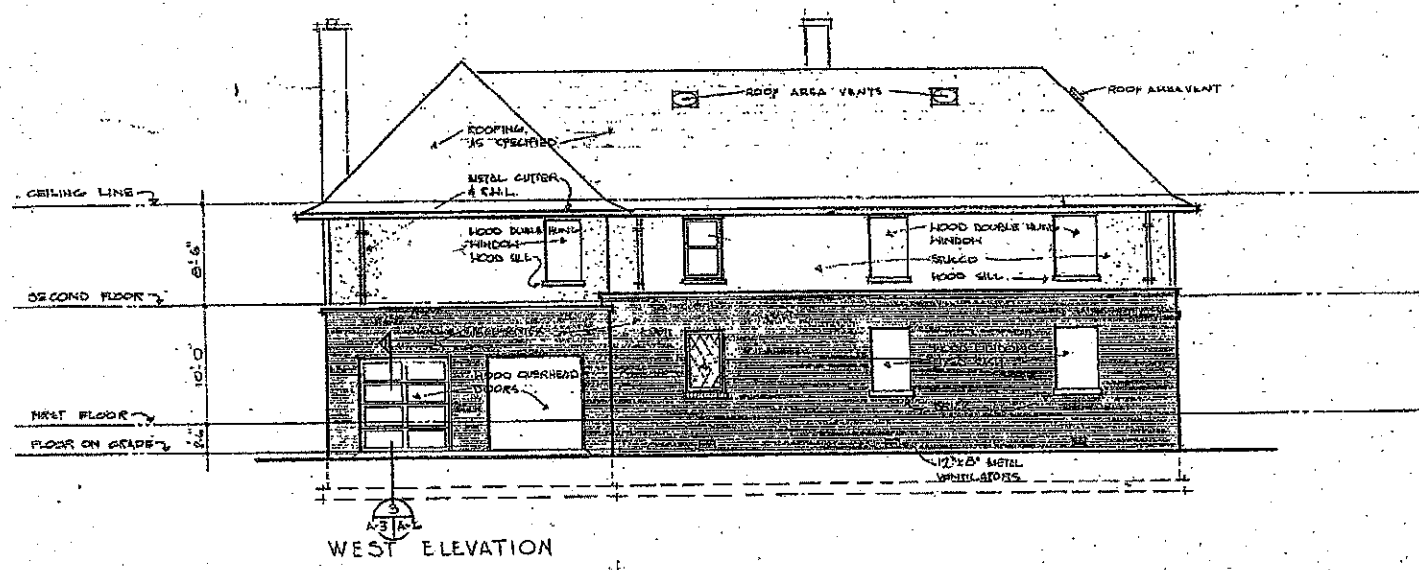 ROOF AREA VENTS
ROOF AREA VENT
ROOFING,
AS SPECIFIED
METAL GUTTER
CEILING LINE
WOOD DOUBLE HUNG
WINDOW
WOOD SILL
WOOD DOUBLE HUNG
WINDOW
STUCCO
WOOD SILL
8'-6"
SECOND FLOOR
10'-0"
WOOD OVERHEAD
DOORS
FIRST FLOOR
FLOOR ON GRADE
12"x8" METAL
VENTILATORS
3
A-3
WEST ELEVATION